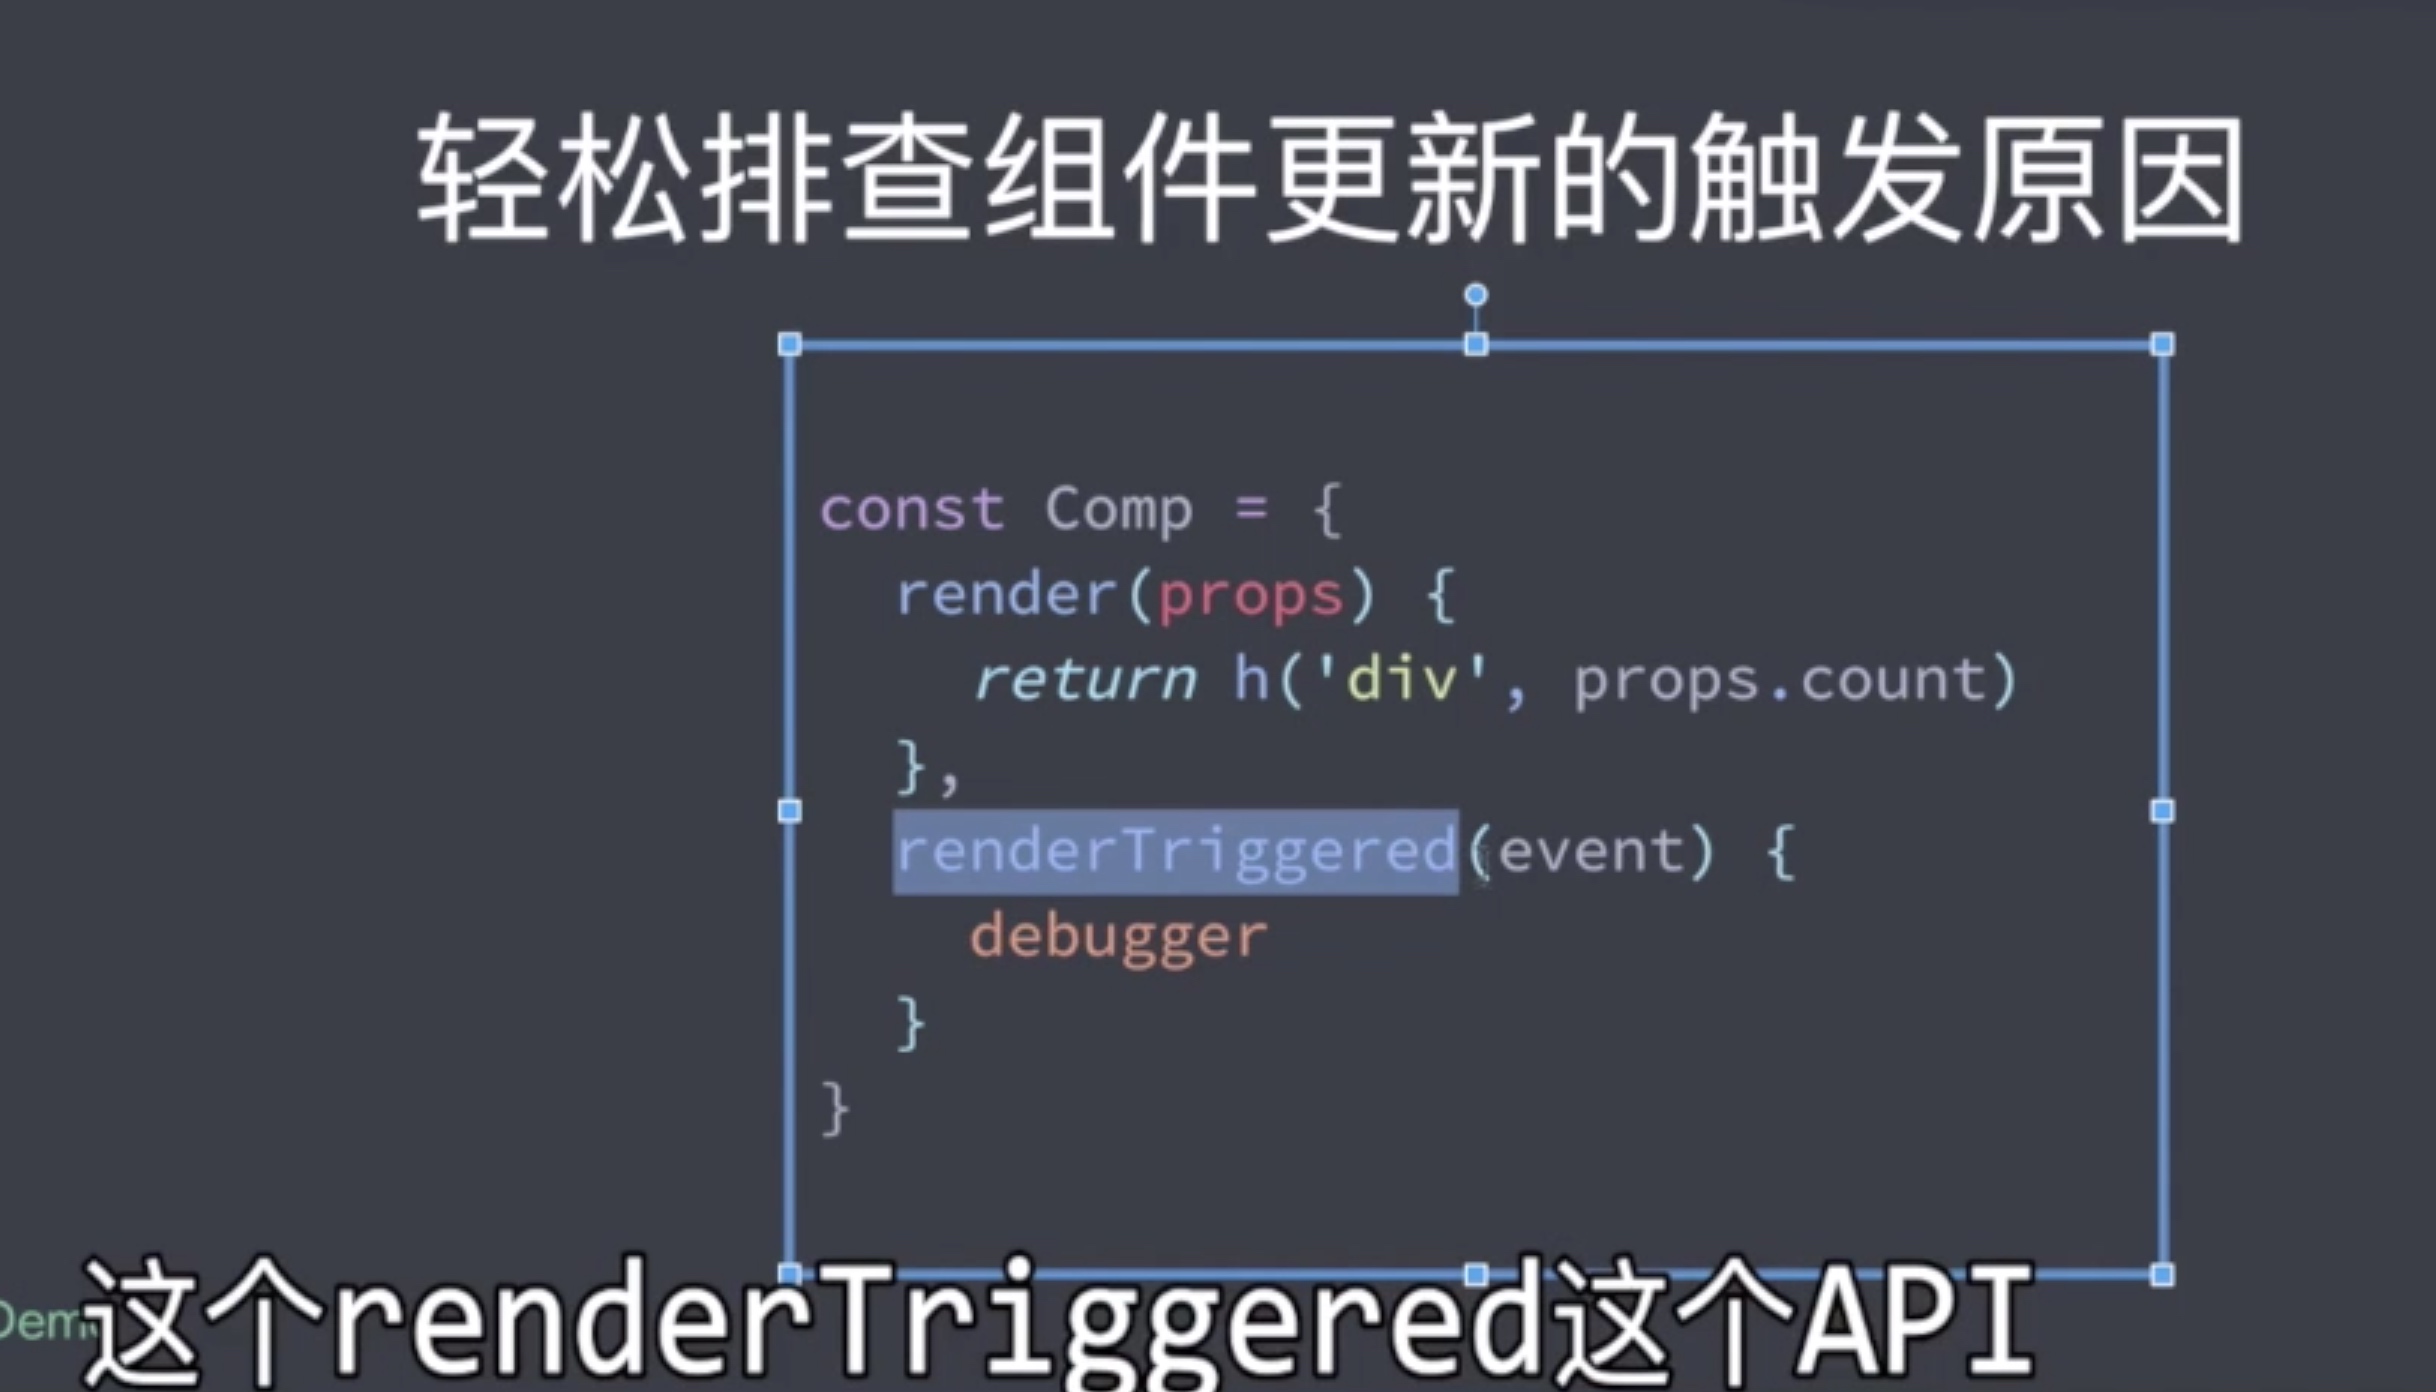 轻松排查组件更新的触发原因
const Comp = {
  render(props) {
    return h('div', props.count)
  },
  renderTriggered(event) {
    debugger
  }
}
这个renderTriggered这个API